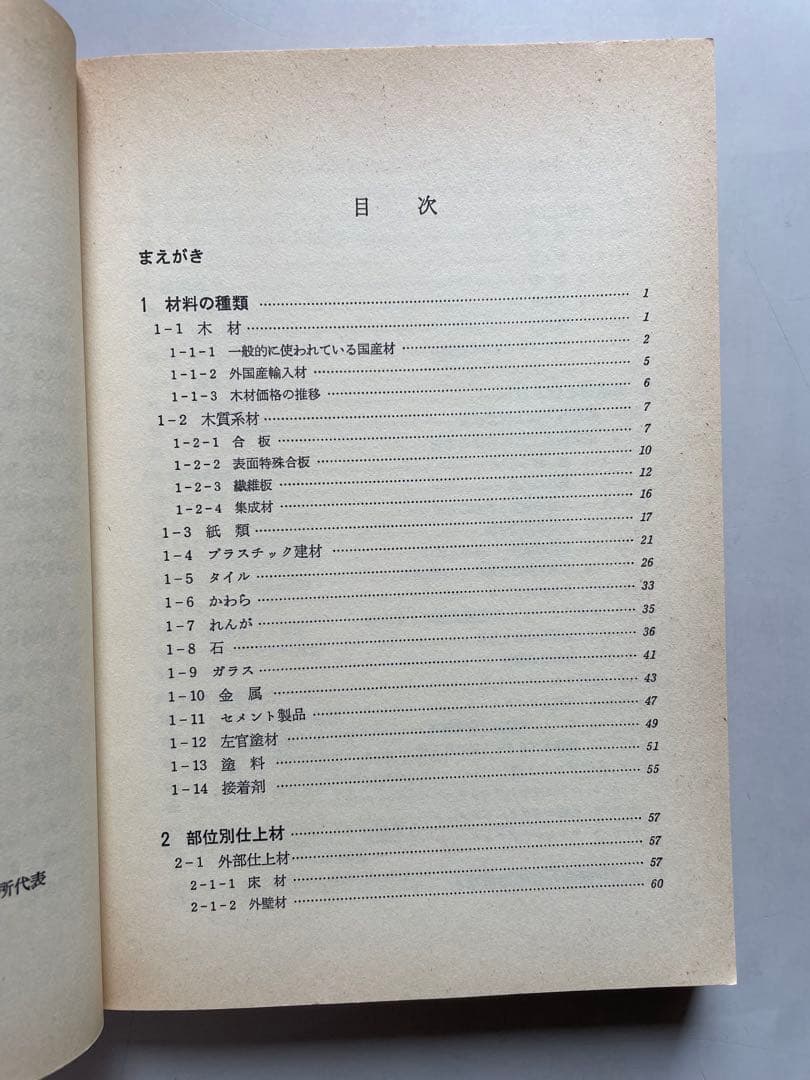 目　次
まえがき
1 材料の種類 …… 1
1-1 木　材 …… 1
1-1-1 一般的に使われている国産材 …… 2
1-1-2 外国産輸入材 …… 5
1-1-3 木材価格の推移 …… 6
1-2 木質系材 …… 7
1-2-1 合　板 …… 7
1-2-2 表面特殊合板 …… 10
1-2-3 繊維板 …… 12
1-2-4 集成材 …… 16
1-3 紙　類 …… 17
1-4 プラスチック建材 …… 21
1-5 タイル …… 26
1-6 かわら …… 33
1-7 れんが …… 35
1-8 石 …… 36
1-9 ガラス …… 41
1-10 金　属 …… 43
1-11 セメント製品 …… 47
1-12 左官塗材 …… 49
1-13 塗　料 …… 51
1-14 接着剤 …… 55
2 部位別仕上材 …… 57
2-1 外部仕上材 …… 57
2-1-1 床　材 …… 57
2-1-2 外壁材 …… 60
所代表